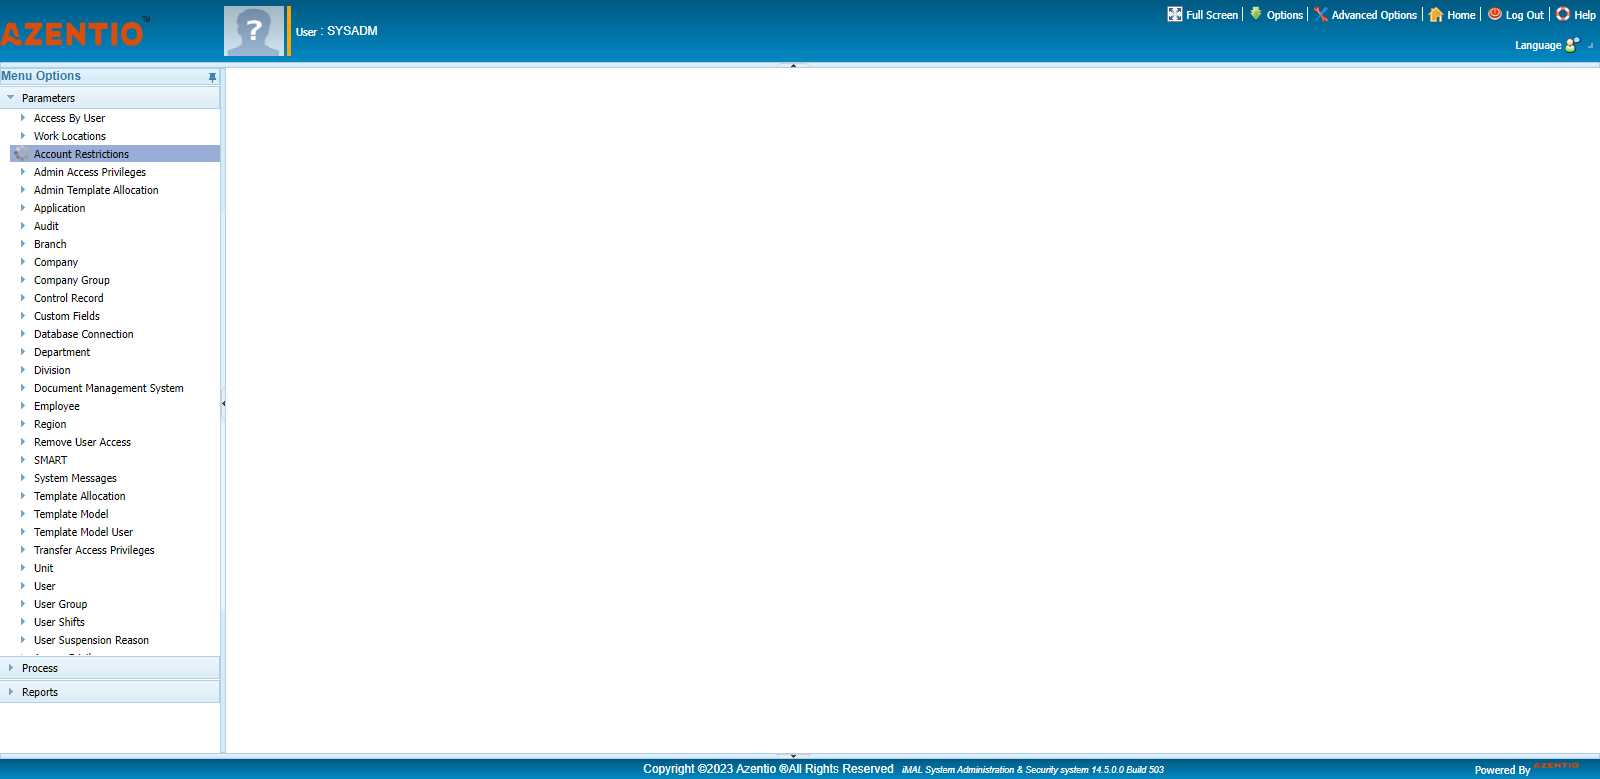 AZENTIO™
User : SYSADM
Full Screen
Options
Advanced Options
Home
Log Out
Help
Language
Menu Options
Parameters
Access By User
Work Locations
Account Restrictions
Admin Access Privileges
Admin Template Allocation
Application
Audit
Branch
Company
Company Group
Control Record
Custom Fields
Database Connection
Department
Division
Document Management System
Employee
Region
Remove User Access
SMART
System Messages
Template Allocation
Template Model
Template Model User
Transfer Access Privileges
Unit
User
User Group
User Shifts
User Suspension Reason
Process
Reports
Copyright ©2023 Azentio ®All Rights Reserved iMAL System Administration & Security system 14.5.0.0 Build 503
Powered By AZENTIO